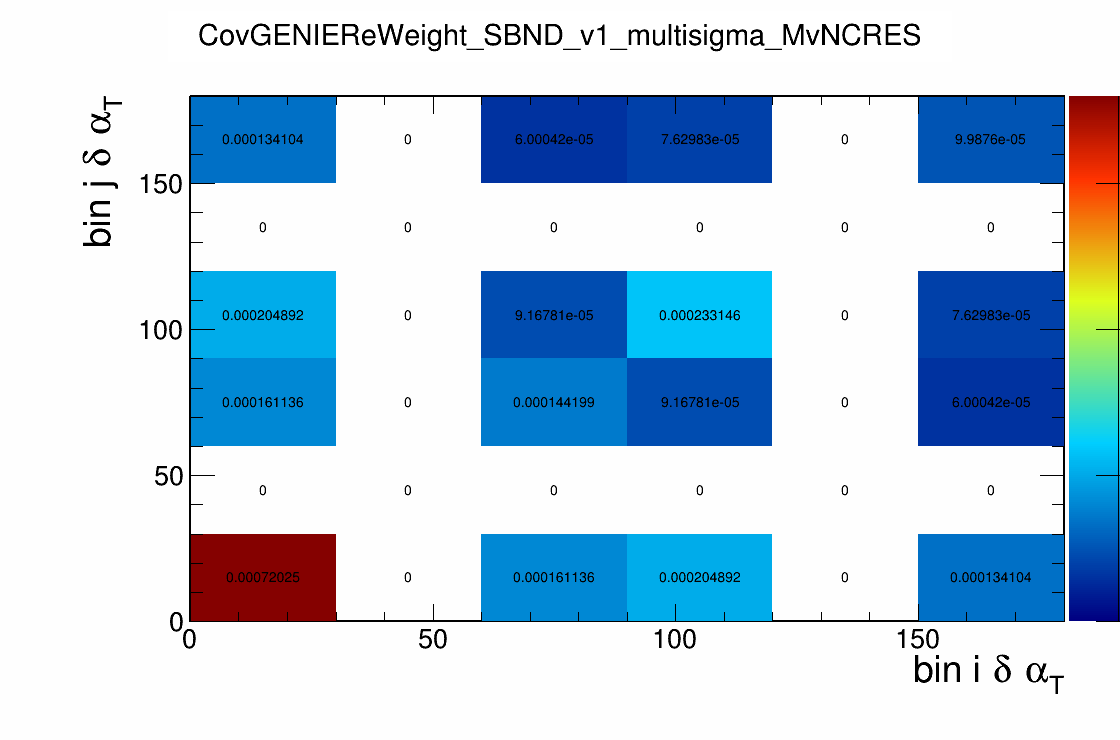 CovGENIEReWeight_SBND_v1_multisigma_MvNCRES
bin j δ α_T
0.000134104 0 6.00042e-05 7.62983e-05 0 9.9876e-05
150
0 0 0 0 0 0
0.000204892 0 9.16781e-05 0.000233146 0 7.62983e-05
100
0.000161136 0 0.000144199 9.16781e-05 0 6.00042e-05
50
0 0 0 0 0 0
0.00072025 0 0.000161136 0.000204892 0 0.000134104
0
0 50 100 150
bin i δ α_T